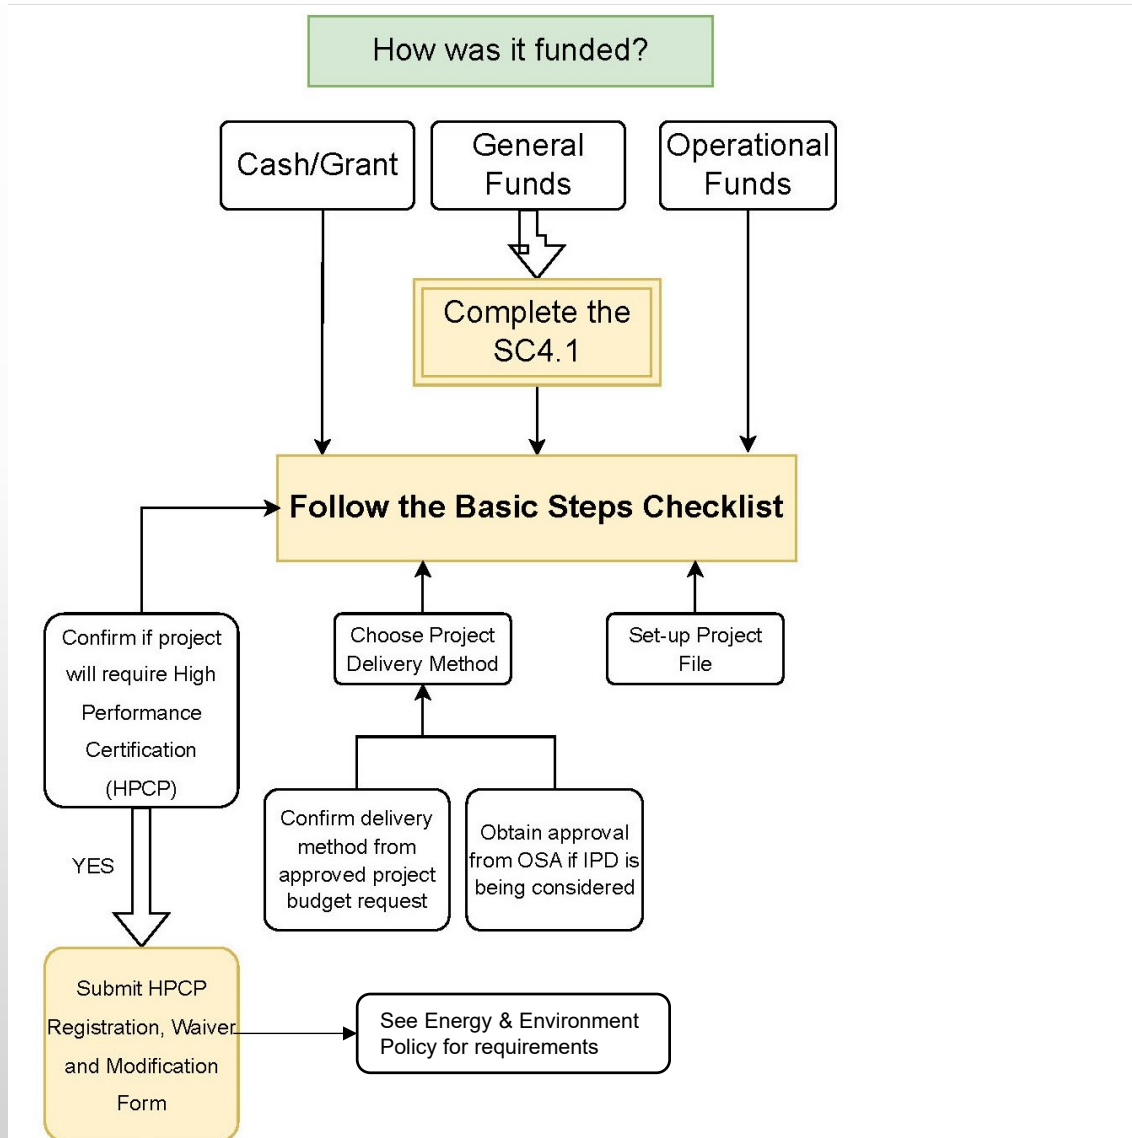 How was it funded?
Cash/Grant
General
Funds
Operational
Funds
Complete the
SC4.1
Follow the Basic Steps Checklist
Confirm if project
will require High
Performance
Certification
(HPCP)
Choose Project
Delivery Method
Set-up Project
File
Confirm delivery
method from
approved project
budget request
Obtain approval
from OSA if IPD is
being considered
YES
Submit HPCP
Registration, Waiver
and Modification
Form
See Energy & Environment
Policy for requirements